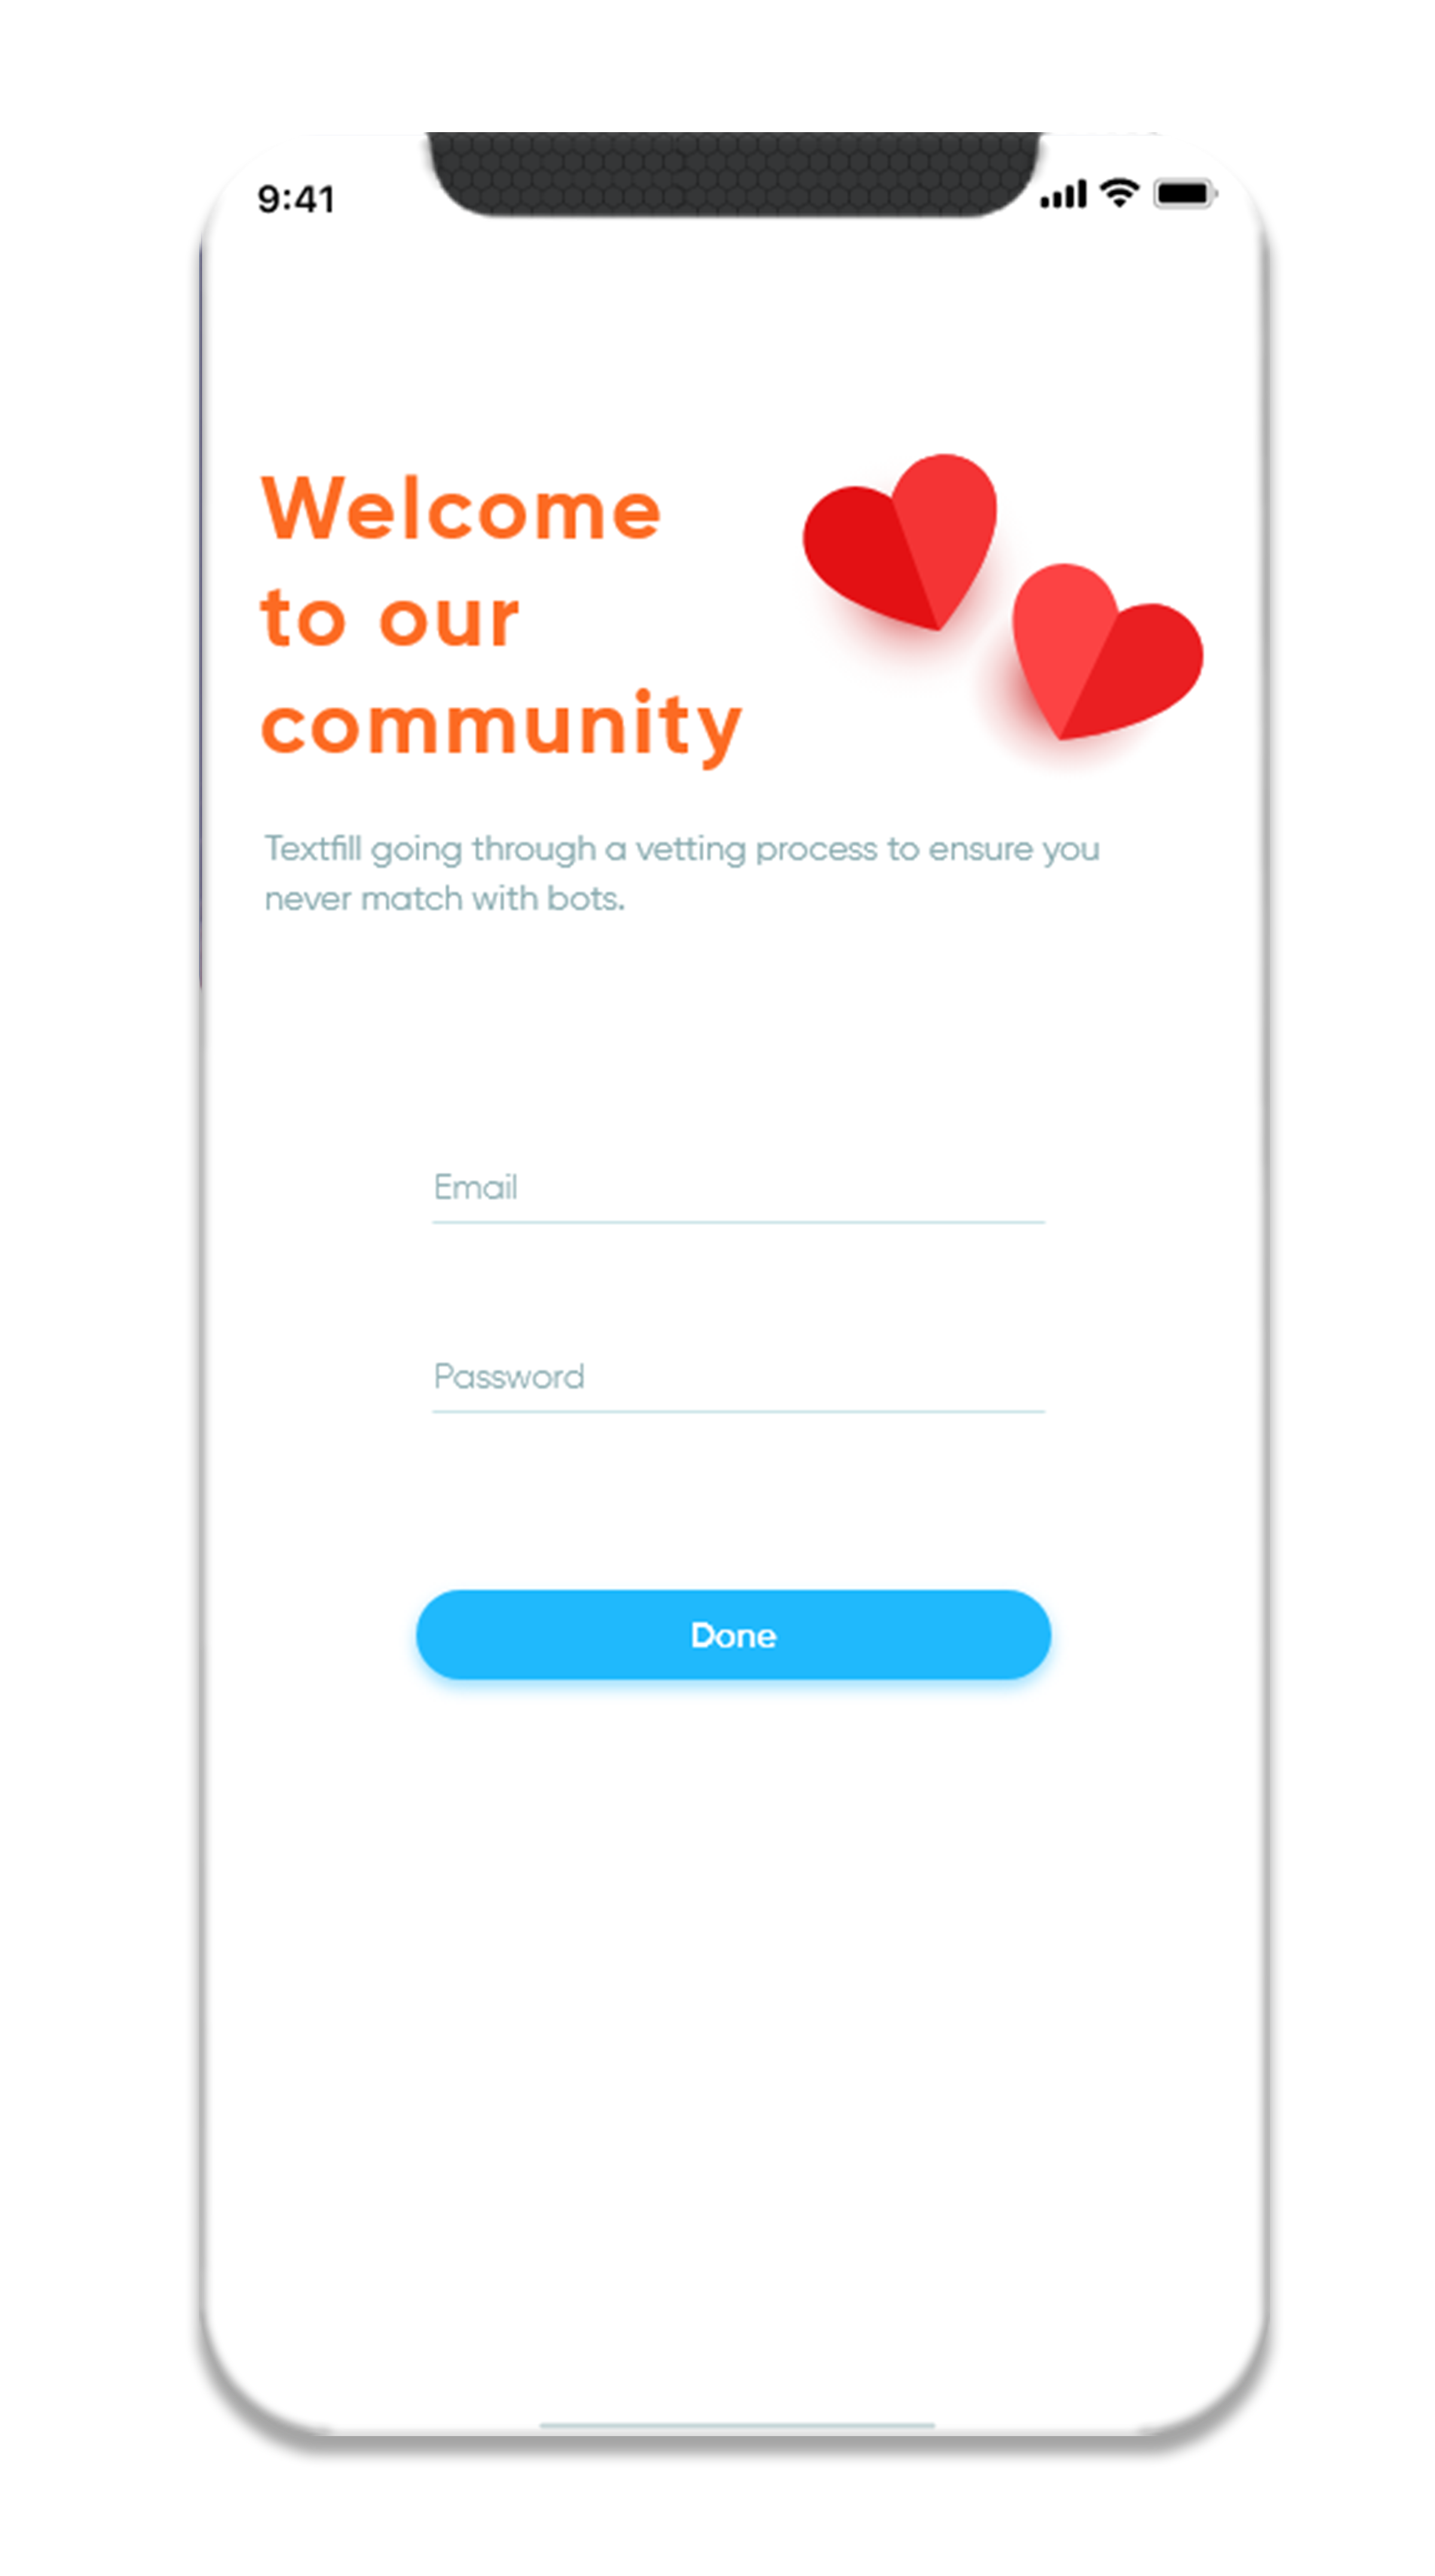 9:41
Welcome
to our
community
Textfill going through a vetting process to ensure you
never match with bots.
Email
Password
Done